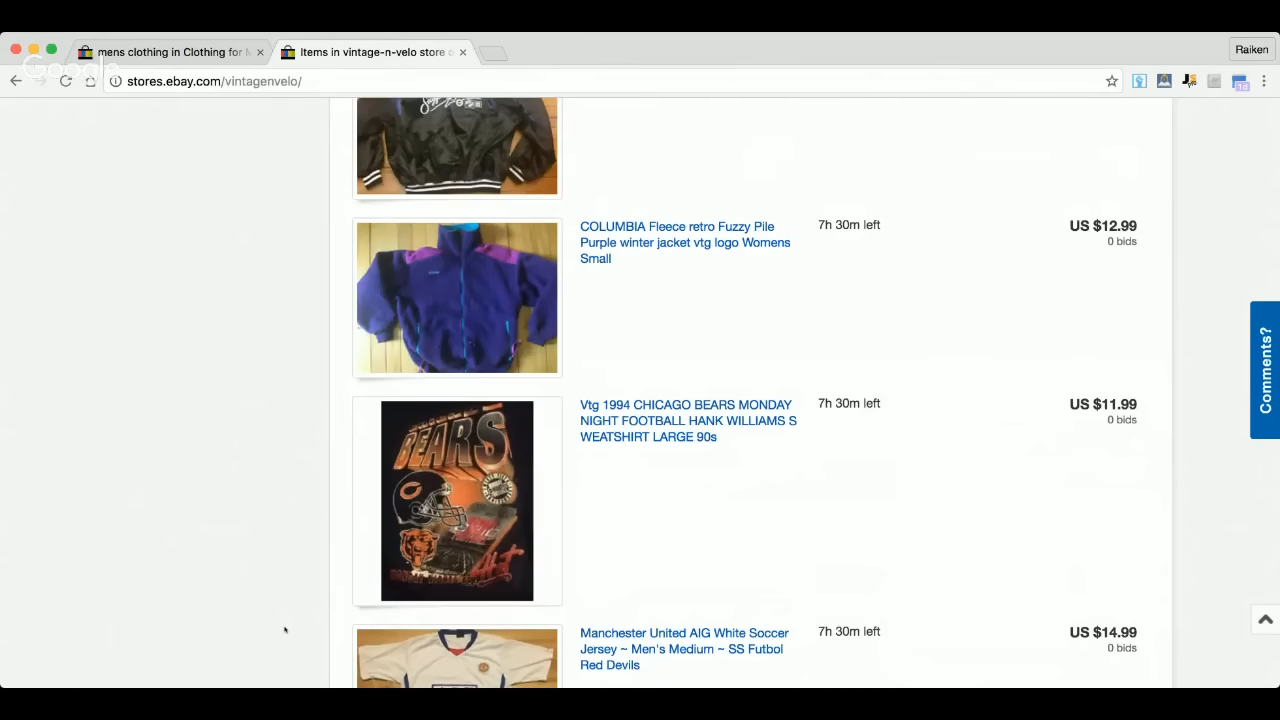 mens clothing in Clothing for M
Items in vintage-n-velo store o
Raiken
Google
stores.ebay.com/vintagenvelo/
COLUMBIA Fleece retro Fuzzy Pile
Purple winter jacket vtg logo Womens
Small
7h 30m left
US $12.99
0 bids
Comments?
BEARS
Vtg 1994 CHICAGO BEARS MONDAY
NIGHT FOOTBALL HANK WILLIAMS S
WEATSHIRT LARGE 90s
7h 30m left
US $11.99
0 bids
Manchester United AIG White Soccer
Jersey ~ Men's Medium ~ SS Futbol
Red Devils
7h 30m left
US $14.99
0 bids